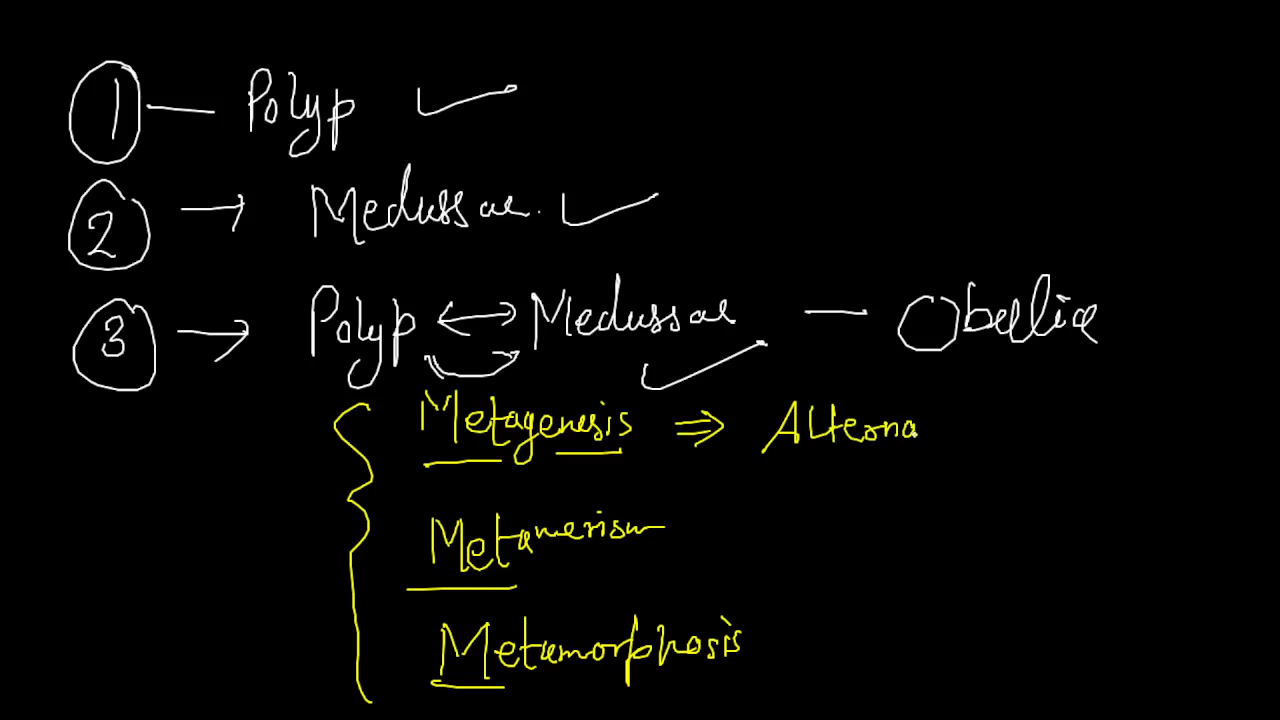 1 — Polyp ✓
2 → Medussae. ✓
3 → Polyp ↔ Medussae — Obelia ✓
Metagenesis ⇒ Alterna
Metamerism
Metamorphosis